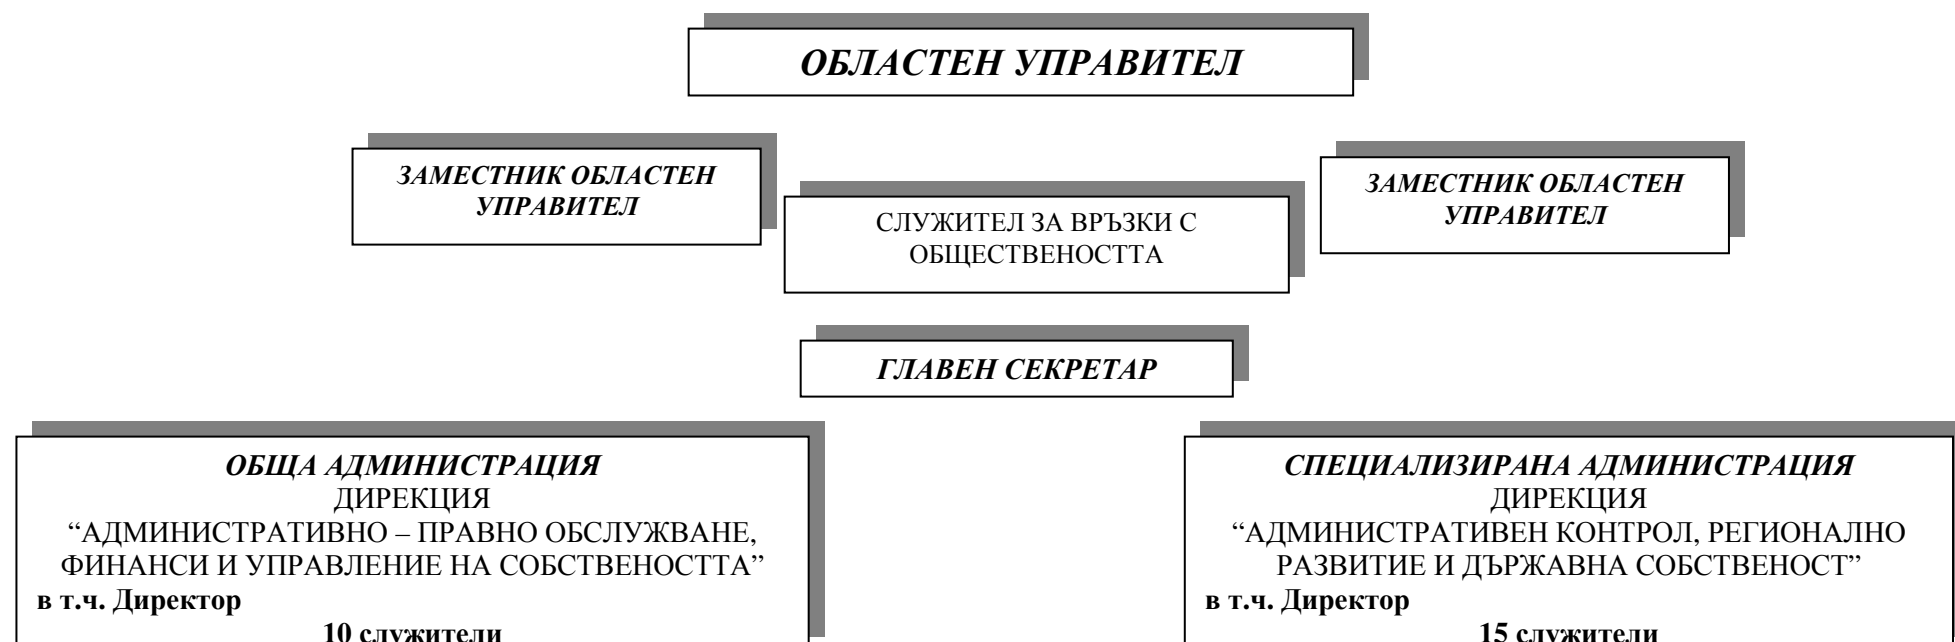 ОБЛАСТЕН УПРАВИТЕЛ
ЗАМЕСТНИК ОБЛАСТЕН
УПРАВИТЕЛ
СЛУЖИТЕЛ ЗА ВРЪЗКИ С
ОБЩЕСТВЕНОСТТА
ЗАМЕСТНИК ОБЛАСТЕН
УПРАВИТЕЛ
ГЛАВЕН СЕКРЕТАР
ОБЩА АДМИНИСТРАЦИЯ
ДИРЕКЦИЯ
“АДМИНИСТРАТИВНО – ПРАВНО ОБСЛУЖВАНЕ,
ФИНАНСИ И УПРАВЛЕНИЕ НА СОБСТВЕНОСТТА”
в т.ч. Директор
10 служители
СПЕЦИАЛИЗИРАНА АДМИНИСТРАЦИЯ
ДИРЕКЦИЯ
“АДМИНИСТРАТИВЕН КОНТРОЛ, РЕГИОНАЛНО
РАЗВИТИЕ И ДЪРЖАВНА СОБСТВЕНОСТ”
в т.ч. Директор
15 служители